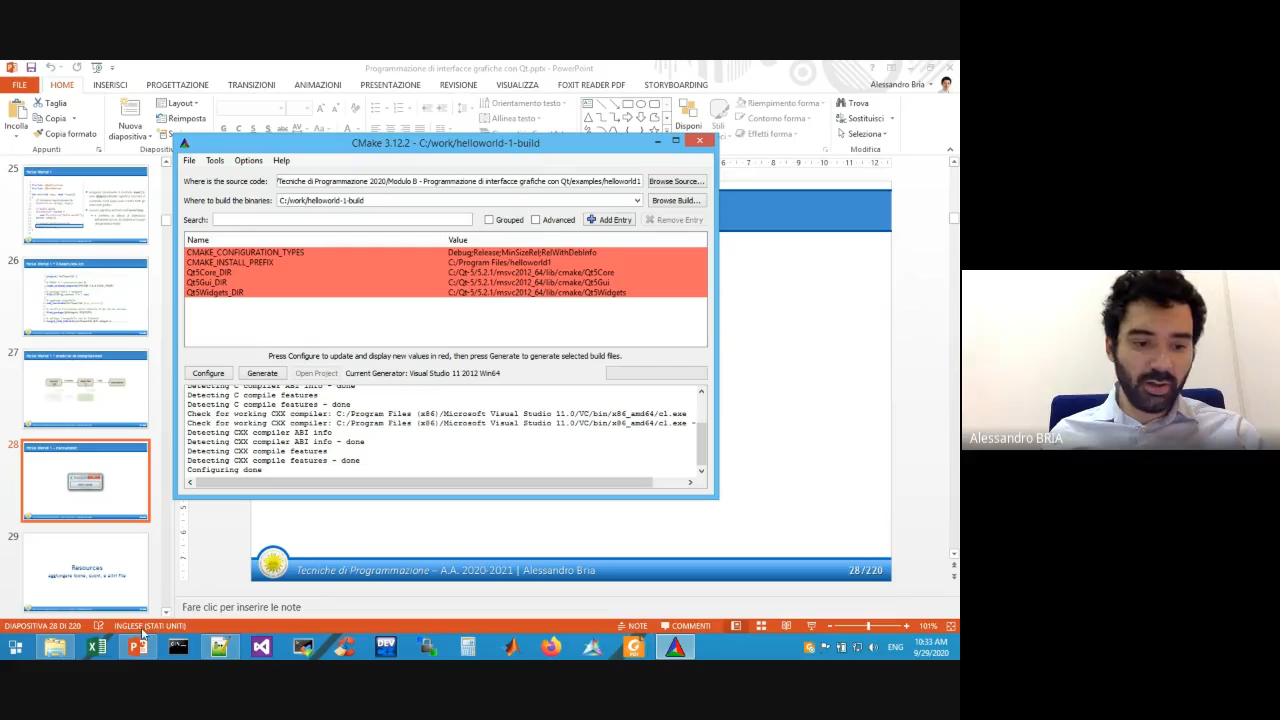 Programmazione di interfacce grafiche con Qt.pptx - PowerPoint
FILE HOME INSERISCI PROGETTAZIONE TRANSIZIONI ANIMAZIONI PRESENTAZIONE REVISIONE VISUALIZZA FOXIT READER PDF STORYBOARDING Alessandro Bria
Incolla
Taglia
Copia
Copia formato
Appunti
Nuova
diapositiva
Layout
Reimposta
Orientamento testo
Allinea testo
Disponi
Stili
Riempimento forma
Contorno forma
Effetti forma
Trova
Sostituisci
Seleziona
Modifica
CMake 3.12.2 - C:/work/helloworld-1-build
File Tools Options Help
Where is the source code: 'Tecniche di Programmazione 2020/Modulo B - Programmazione di interfacce grafiche con Qt/examples/helloworld1 Browse Source...
Where to build the binaries: C:/work/helloworld-1-build Browse Build...
Search: Grouped Advanced Add Entry Remove Entry
Name Value
CMAKE_CONFIGURATION_TYPES Debug;Release;MinSizeRel;RelWithDebInfo
CMAKE_INSTALL_PREFIX C:/Program Files/helloworld1
Qt5Core_DIR C:/Qt-5/5.2.1/msvc2012_64/lib/cmake/Qt5Core
Qt5Gui_DIR C:/Qt-5/5.2.1/msvc2012_64/lib/cmake/Qt5Gui
Qt5Widgets_DIR C:/Qt-5/5.2.1/msvc2012_64/lib/cmake/Qt5Widgets
Press Configure to update and display new values in red, then press Generate to generate selected build files.
Configure Generate Open Project Current Generator: Visual Studio 11 2012 Win64
Detecting C compiler ABI info - done
Detecting C compile features
Detecting C compile features - done
Check for working CXX compiler: C:/Program Files (x86)/Microsoft Visual Studio 11.0/VC/bin/x86_amd64/cl.exe
Check for working CXX compiler: C:/Program Files (x86)/Microsoft Visual Studio 11.0/VC/bin/x86_amd64/cl.exe -
Detecting CXX compiler ABI info
Detecting CXX compiler ABI info - done
Detecting CXX compile features
Detecting CXX compile features - done
Configuring done
25
26
27
28
29
Resources
aggiungere icone, suoni, e altri file
Tecniche di Programmazione – A.A. 2020-2021 | Alessandro Bria 28/220
Fare clic per inserire le note
DIAPOSITIVA 28 DI 220 INGLESE (STATI UNITI) NOTE COMMENTI 101%
DEV
PDF
ENG
10:33 AM
9/29/2020
Alessandro BRIA